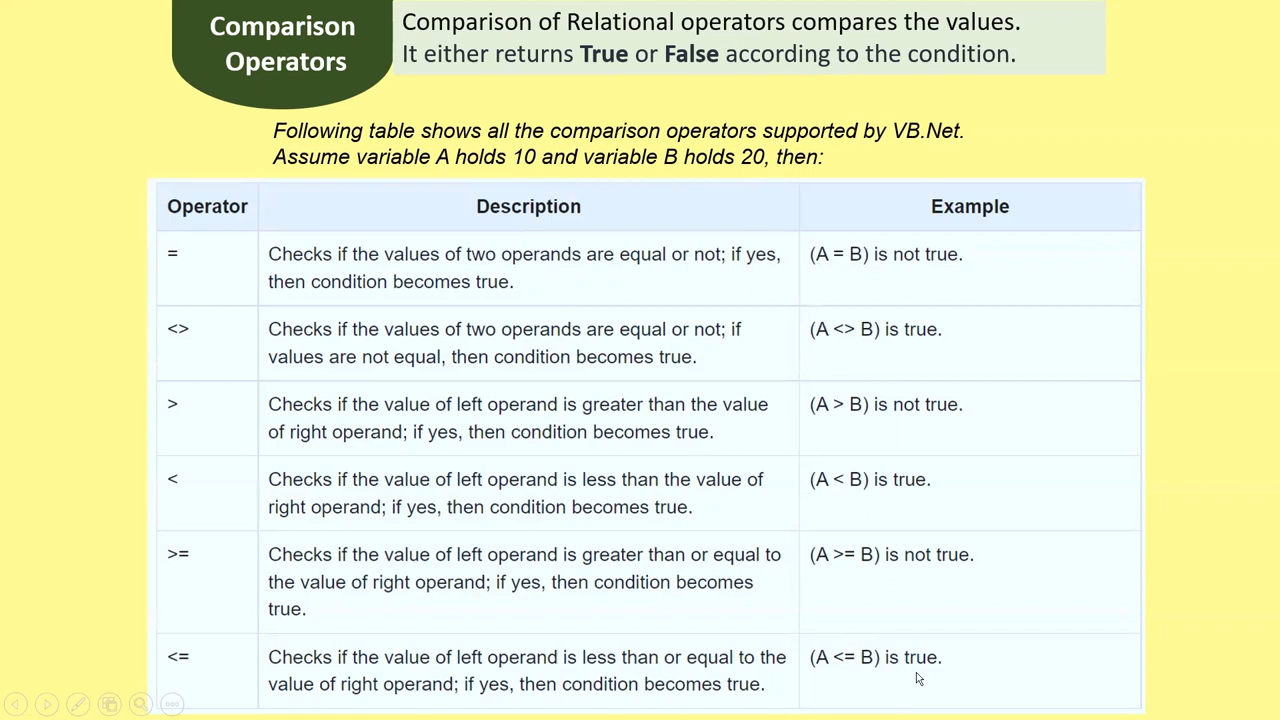 Comparison
Operators
Comparison of Relational operators compares the values.
It either returns True or False according to the condition.
Following table shows all the comparison operators supported by VB.Net.
Assume variable A holds 10 and variable B holds 20, then:
Operator Description Example
= Checks if the values of two operands are equal or not; if yes, (A = B) is not true.
then condition becomes true.
<> Checks if the values of two operands are equal or not; if (A <> B) is true.
values are not equal, then condition becomes true.
> Checks if the value of left operand is greater than the value (A > B) is not true.
of right operand; if yes, then condition becomes true.
< Checks if the value of left operand is less than the value of (A < B) is true.
right operand; if yes, then condition becomes true.
>= Checks if the value of left operand is greater than or equal to (A >= B) is not true.
the value of right operand; if yes, then condition becomes
true.
<= Checks if the value of left operand is less than or equal to the (A <= B) is true.
value of right operand; if yes, then condition becomes true.